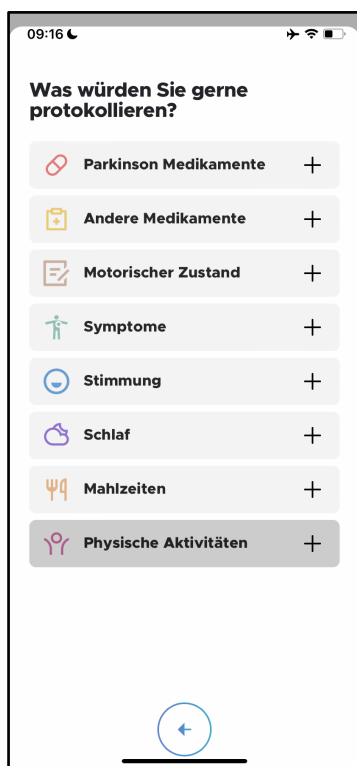 09:16
Was würden Sie gerne
protokollieren?
Parkinson Medikamente
Andere Medikamente
Motorischer Zustand
Symptome
Stimmung
Schlaf
Mahlzeiten
Physische Aktivitäten